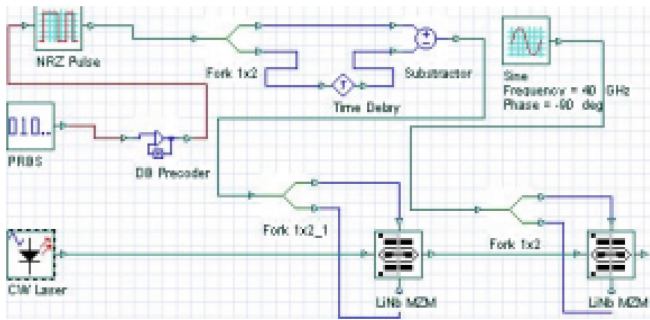 NRZ Pulse
Fork 1x2
Substractor
Time Delay
Sine
Frequency = 40 GHz
Phase = -90 deg
010...
PRBS
DB Precoder
Fork 1x2_1
Fork 1x2
CW Laser
LiNb MZM
LiNb MZM